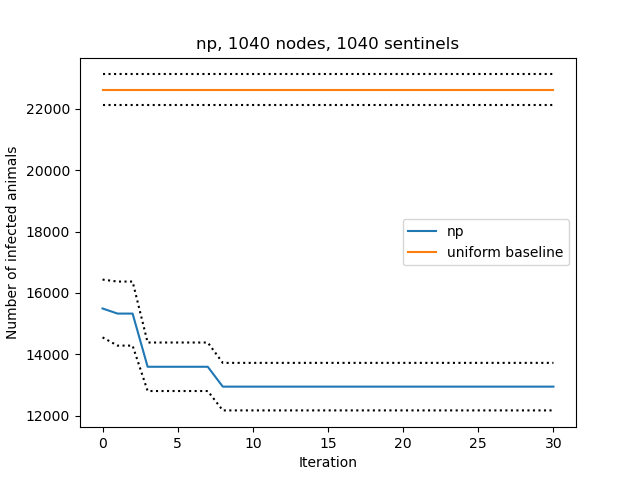 np, 1040 nodes, 1040 sentinels
Number of infected animals
22000
20000
18000
16000
14000
12000
np
uniform baseline
0 5 10 15 20 25 30
Iteration